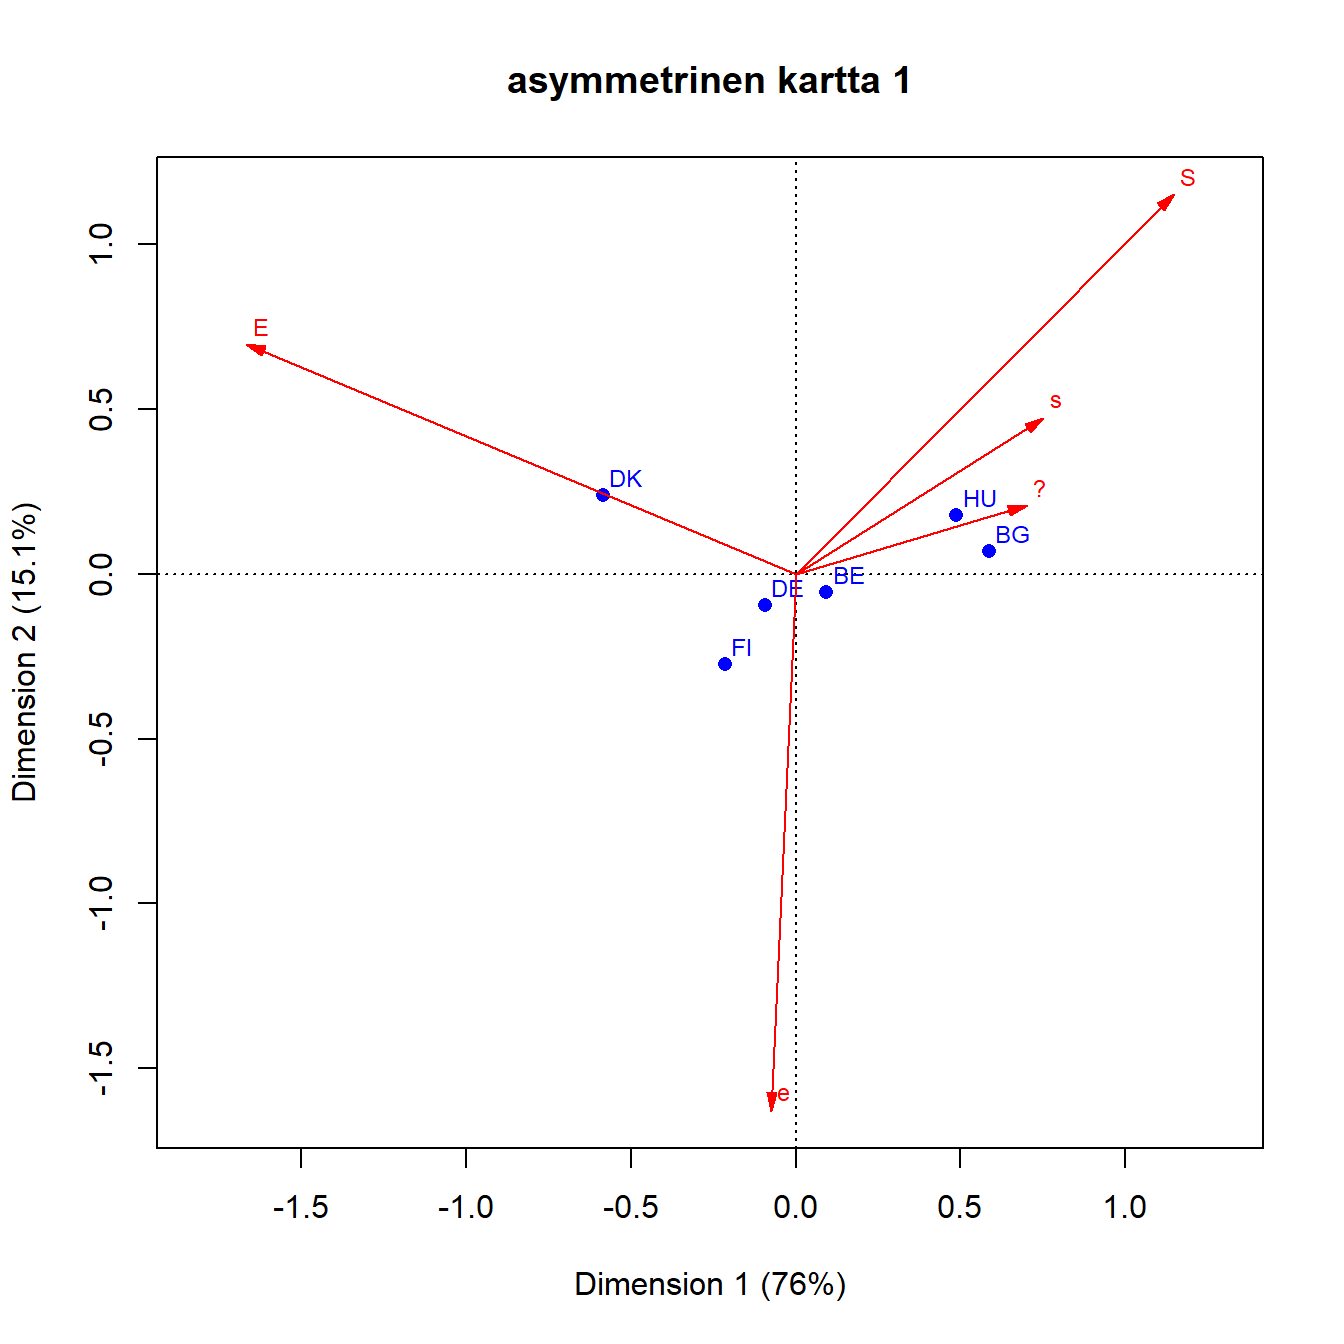 asymmetrinen kartta 1
S
E
s
DK
?
HU
BG
BE
DE
FI
e
1.0
0.5
0.0
-0.5
-1.0
-1.5
Dimension 2 (15.1%)
-1.5 -1.0 -0.5 0.0 0.5 1.0
Dimension 1 (76%)